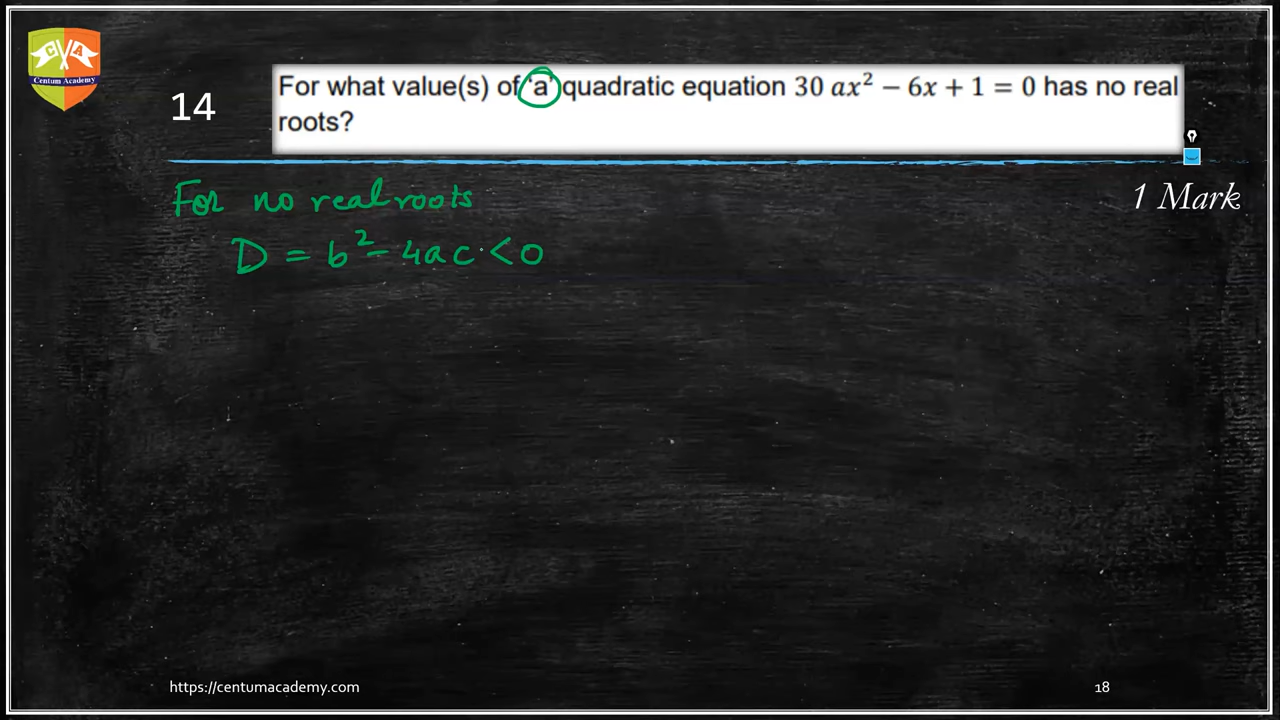 C A
Centum Academy
14
For what value(s) of 'a' quadratic equation 30 ax² − 6x + 1 = 0 has no real
roots?
1 Mark
For no real roots
D = b² − 4ac < 0
https://centumacademy.com
18